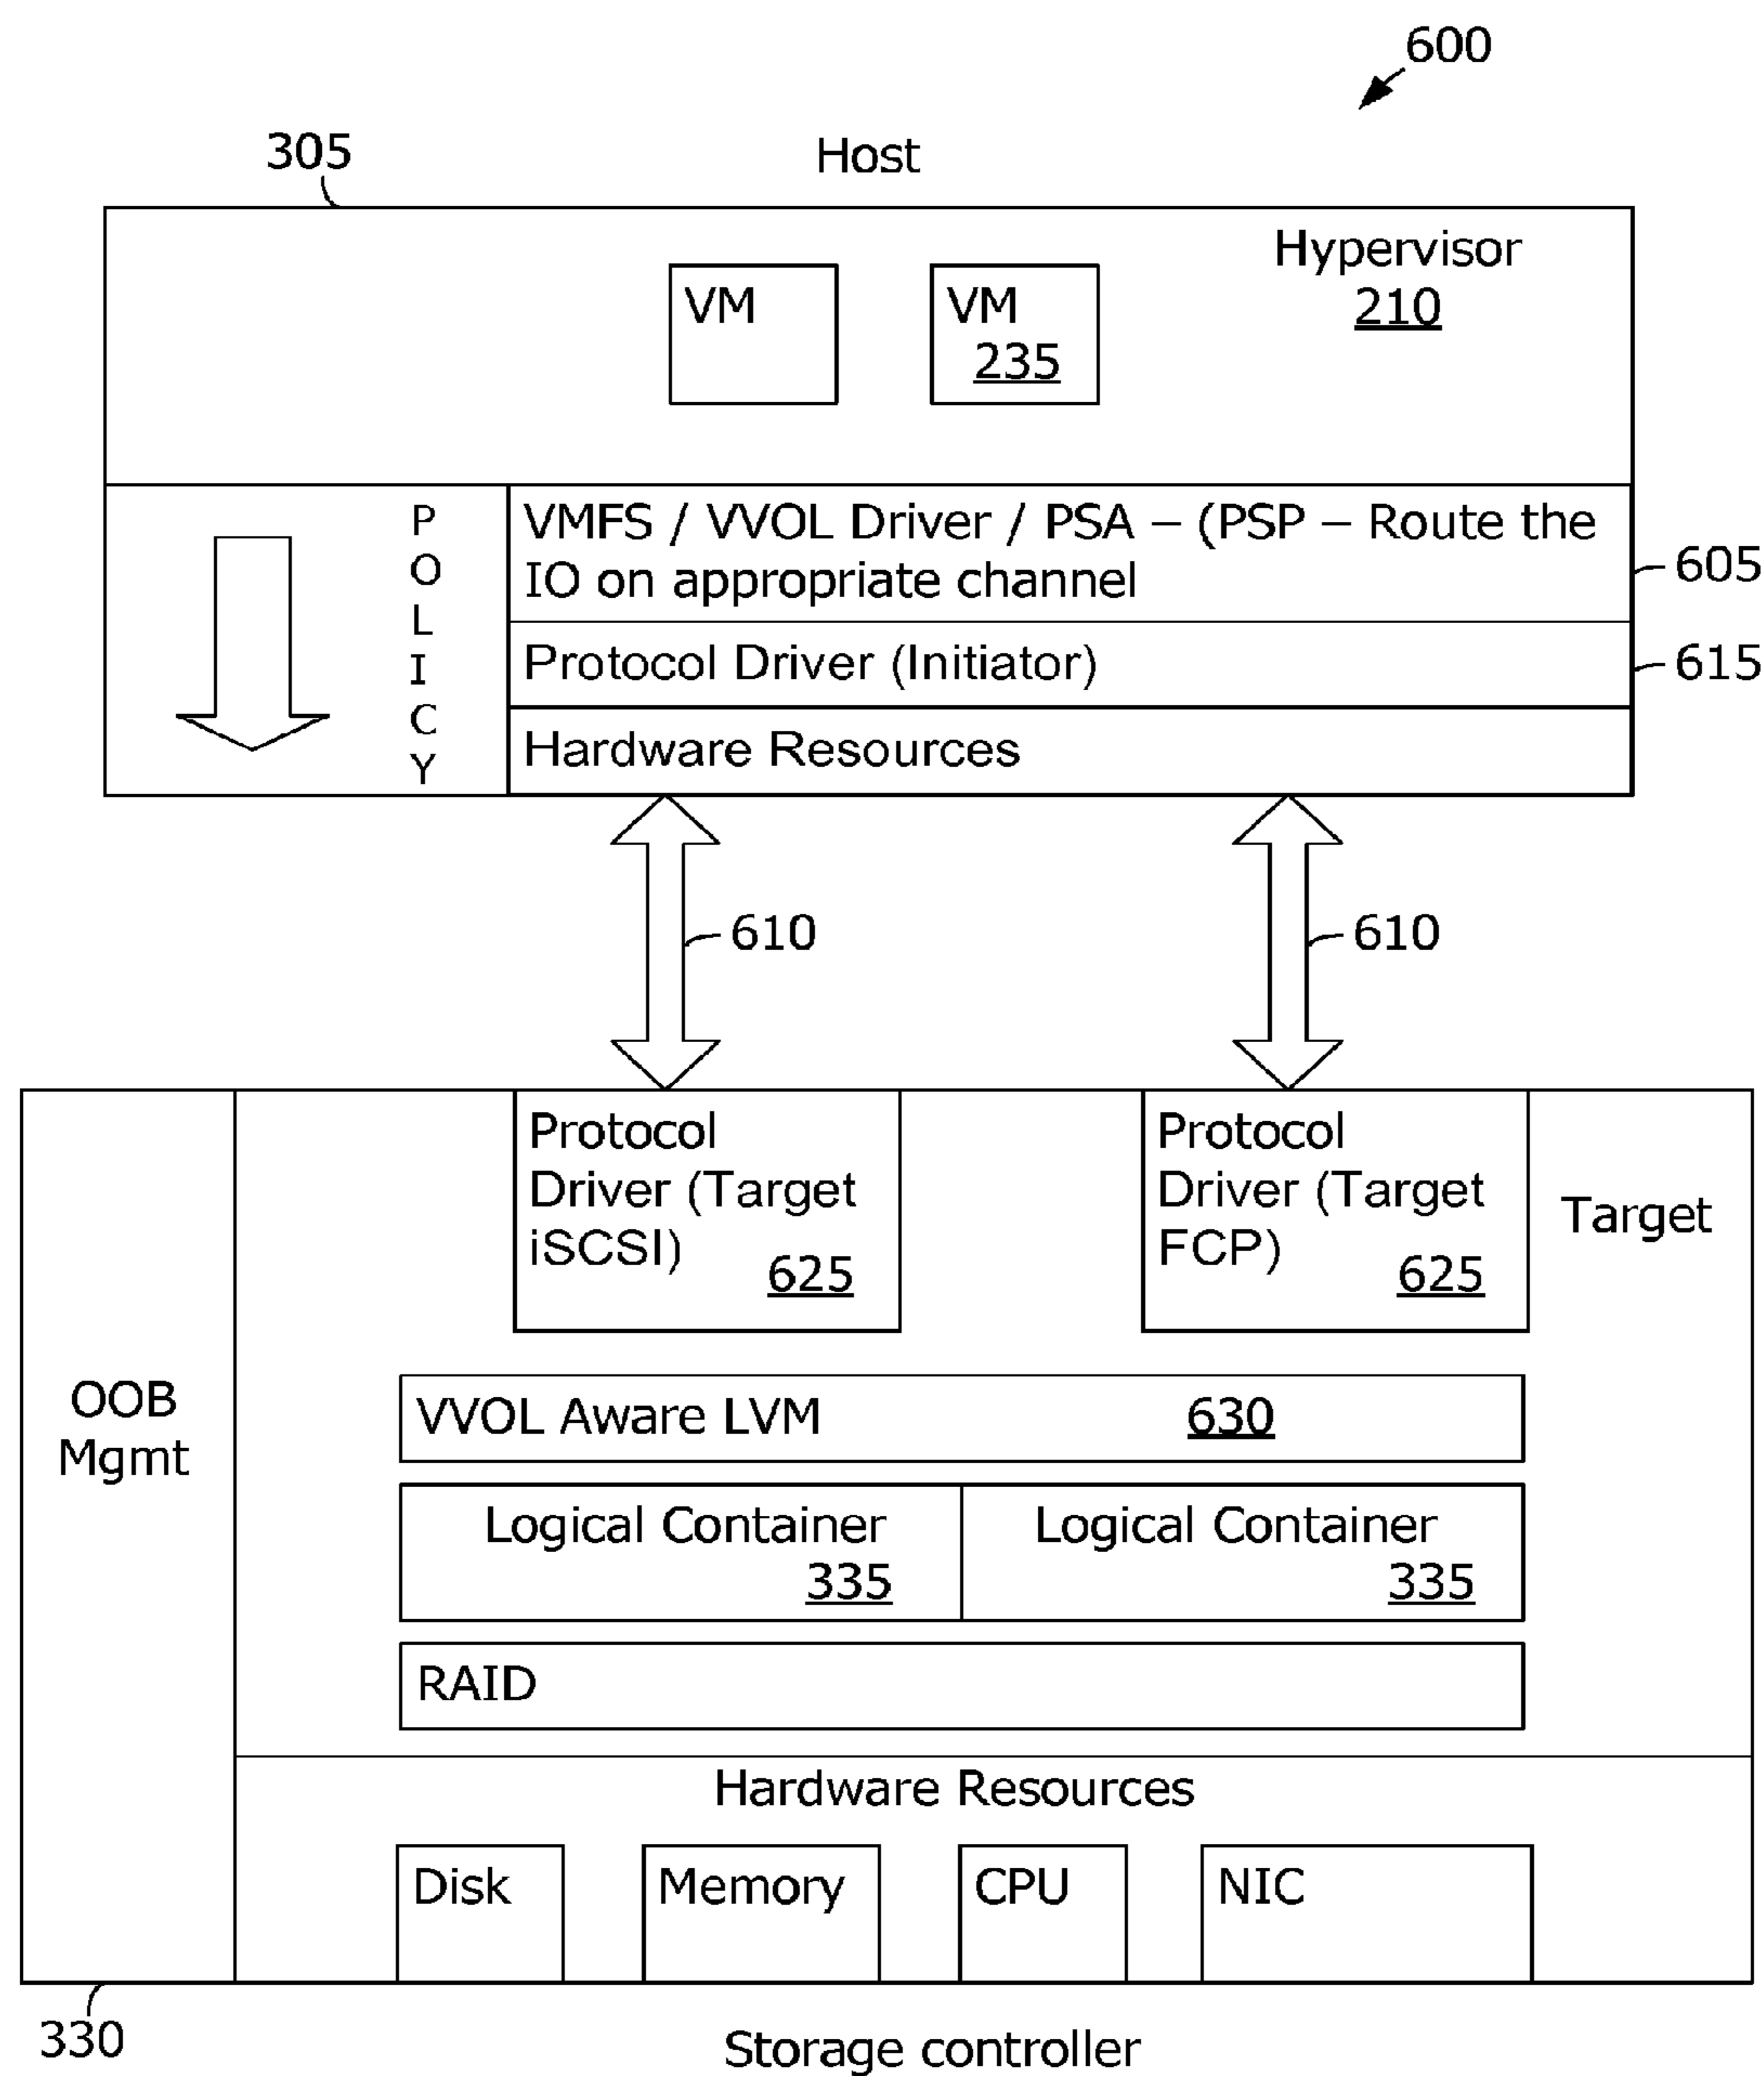 600
305
Host
Hypervisor
210
VM
VM
235
POLICY
VMFS / VVOL Driver / PSA – (PSP – Route the
IO on appropriate channel
605
Protocol Driver (Initiator)
615
Hardware Resources
610
610
Protocol
Driver (Target
iSCSI)
625
Protocol
Driver (Target
FCP)
625
Target
OOB
Mgmt
VVOL Aware LVM
630
Logical Container
335
Logical Container
335
RAID
Hardware Resources
Disk
Memory
CPU
NIC
330
Storage controller